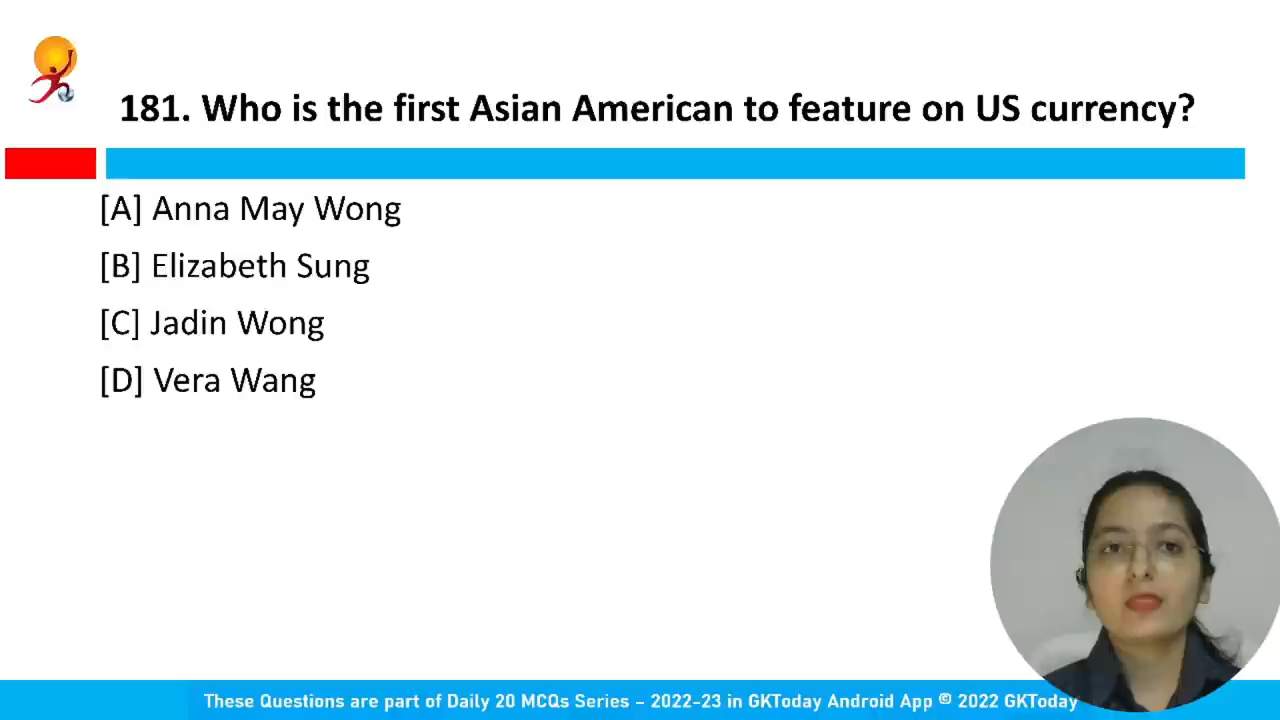 181. Who is the first Asian American to feature on US currency?
[A] Anna May Wong
[B] Elizabeth Sung
[C] Jadin Wong
[D] Vera Wang
These Questions are part of Daily 20 MCQs Series – 2022-23 in GKToday Android App © 2022 GKToday